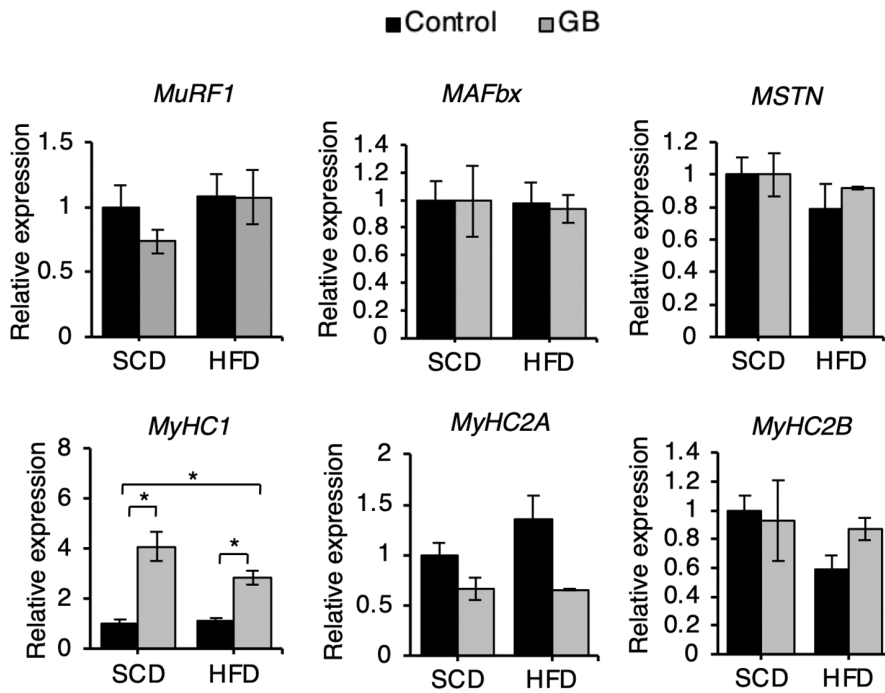 Control GB
MuRF1
Relative expression
1.5
1
0.5
0
SCD HFD
MAFbx
Relative expression
1.4
1.2
1
0.8
0.6
0.4
0.2
0
SCD HFD
MSTN
Relative expression
1.2
1
0.8
0.6
0.4
0.2
0
SCD HFD
MyHC1
Relative expression
8
6
4
2
0
*
*
*
SCD HFD
MyHC2A
Relative expression
2
1.5
1
0.5
0
SCD HFD
MyHC2B
Relative expression
1.4
1.2
1
0.8
0.6
0.4
0.2
0
SCD HFD